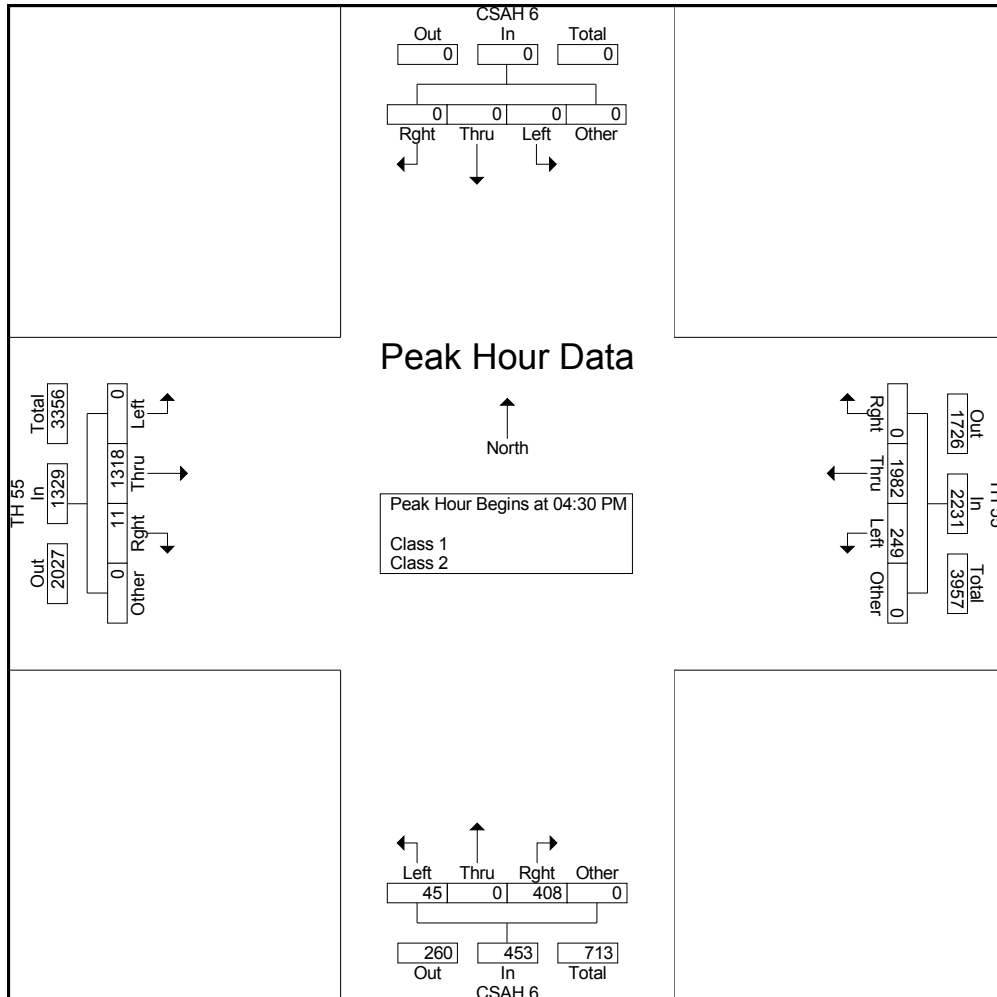 CSAH 6
Out In Total
0 0 0
0 0 0 0
Rght Thru Left Other
Peak Hour Data
North
Peak Hour Begins at 04:30 PM
Class 1
Class 2
TH 55
Out In Total
2027 1329 3356
0 1318 11 0
Left Thru Rght Other
Out In Total
1726 2231 3957
0 1982 249 0
Rght Thru Left Other
Left Thru Rght Other
45 0 408 0
260 453 713
Out In Total
CSAH 6